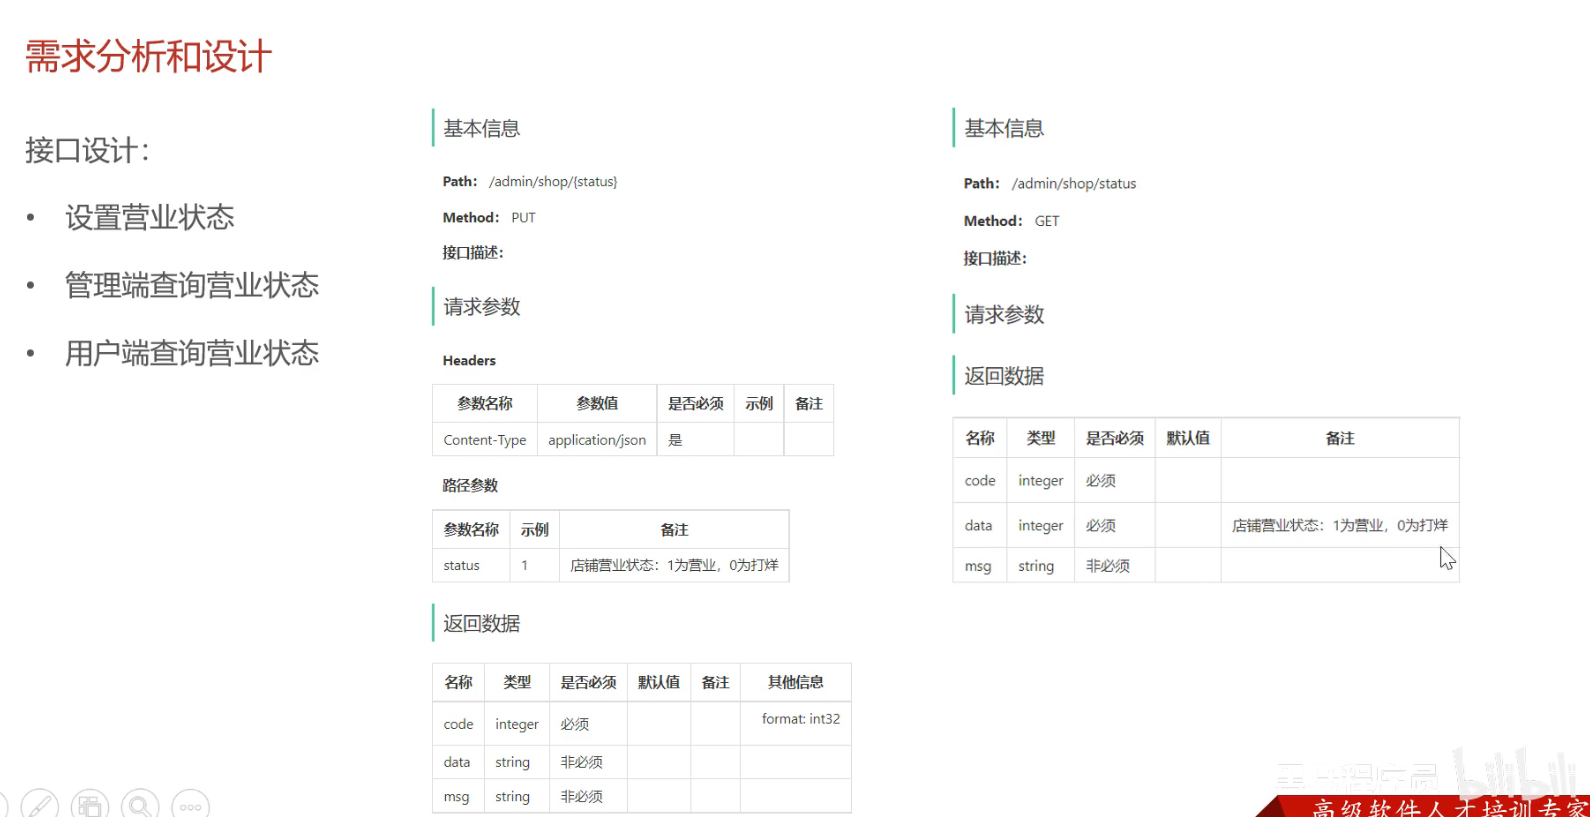 需求分析和设计
接口设计：
• 设置营业状态
• 管理端查询营业状态
• 用户端查询营业状态
基本信息
Path： /admin/shop/{status}
Method： PUT
接口描述：
请求参数
Headers
参数名称 参数值 是否必须 示例 备注
Content-Type application/json 是
路径参数
参数名称 示例 备注
status 1 店铺营业状态：1为营业，0为打烊
返回数据
名称 类型 是否必须 默认值 备注 其他信息
code integer 必须 format: int32
data string 非必须
msg string 非必须
基本信息
Path： /admin/shop/status
Method： GET
接口描述：
请求参数
返回数据
名称 类型 是否必须 默认值 备注
code integer 必须
data integer 必须 店铺营业状态：1为营业，0为打烊
msg string 非必须
bilibili
高级软件人才培训专家